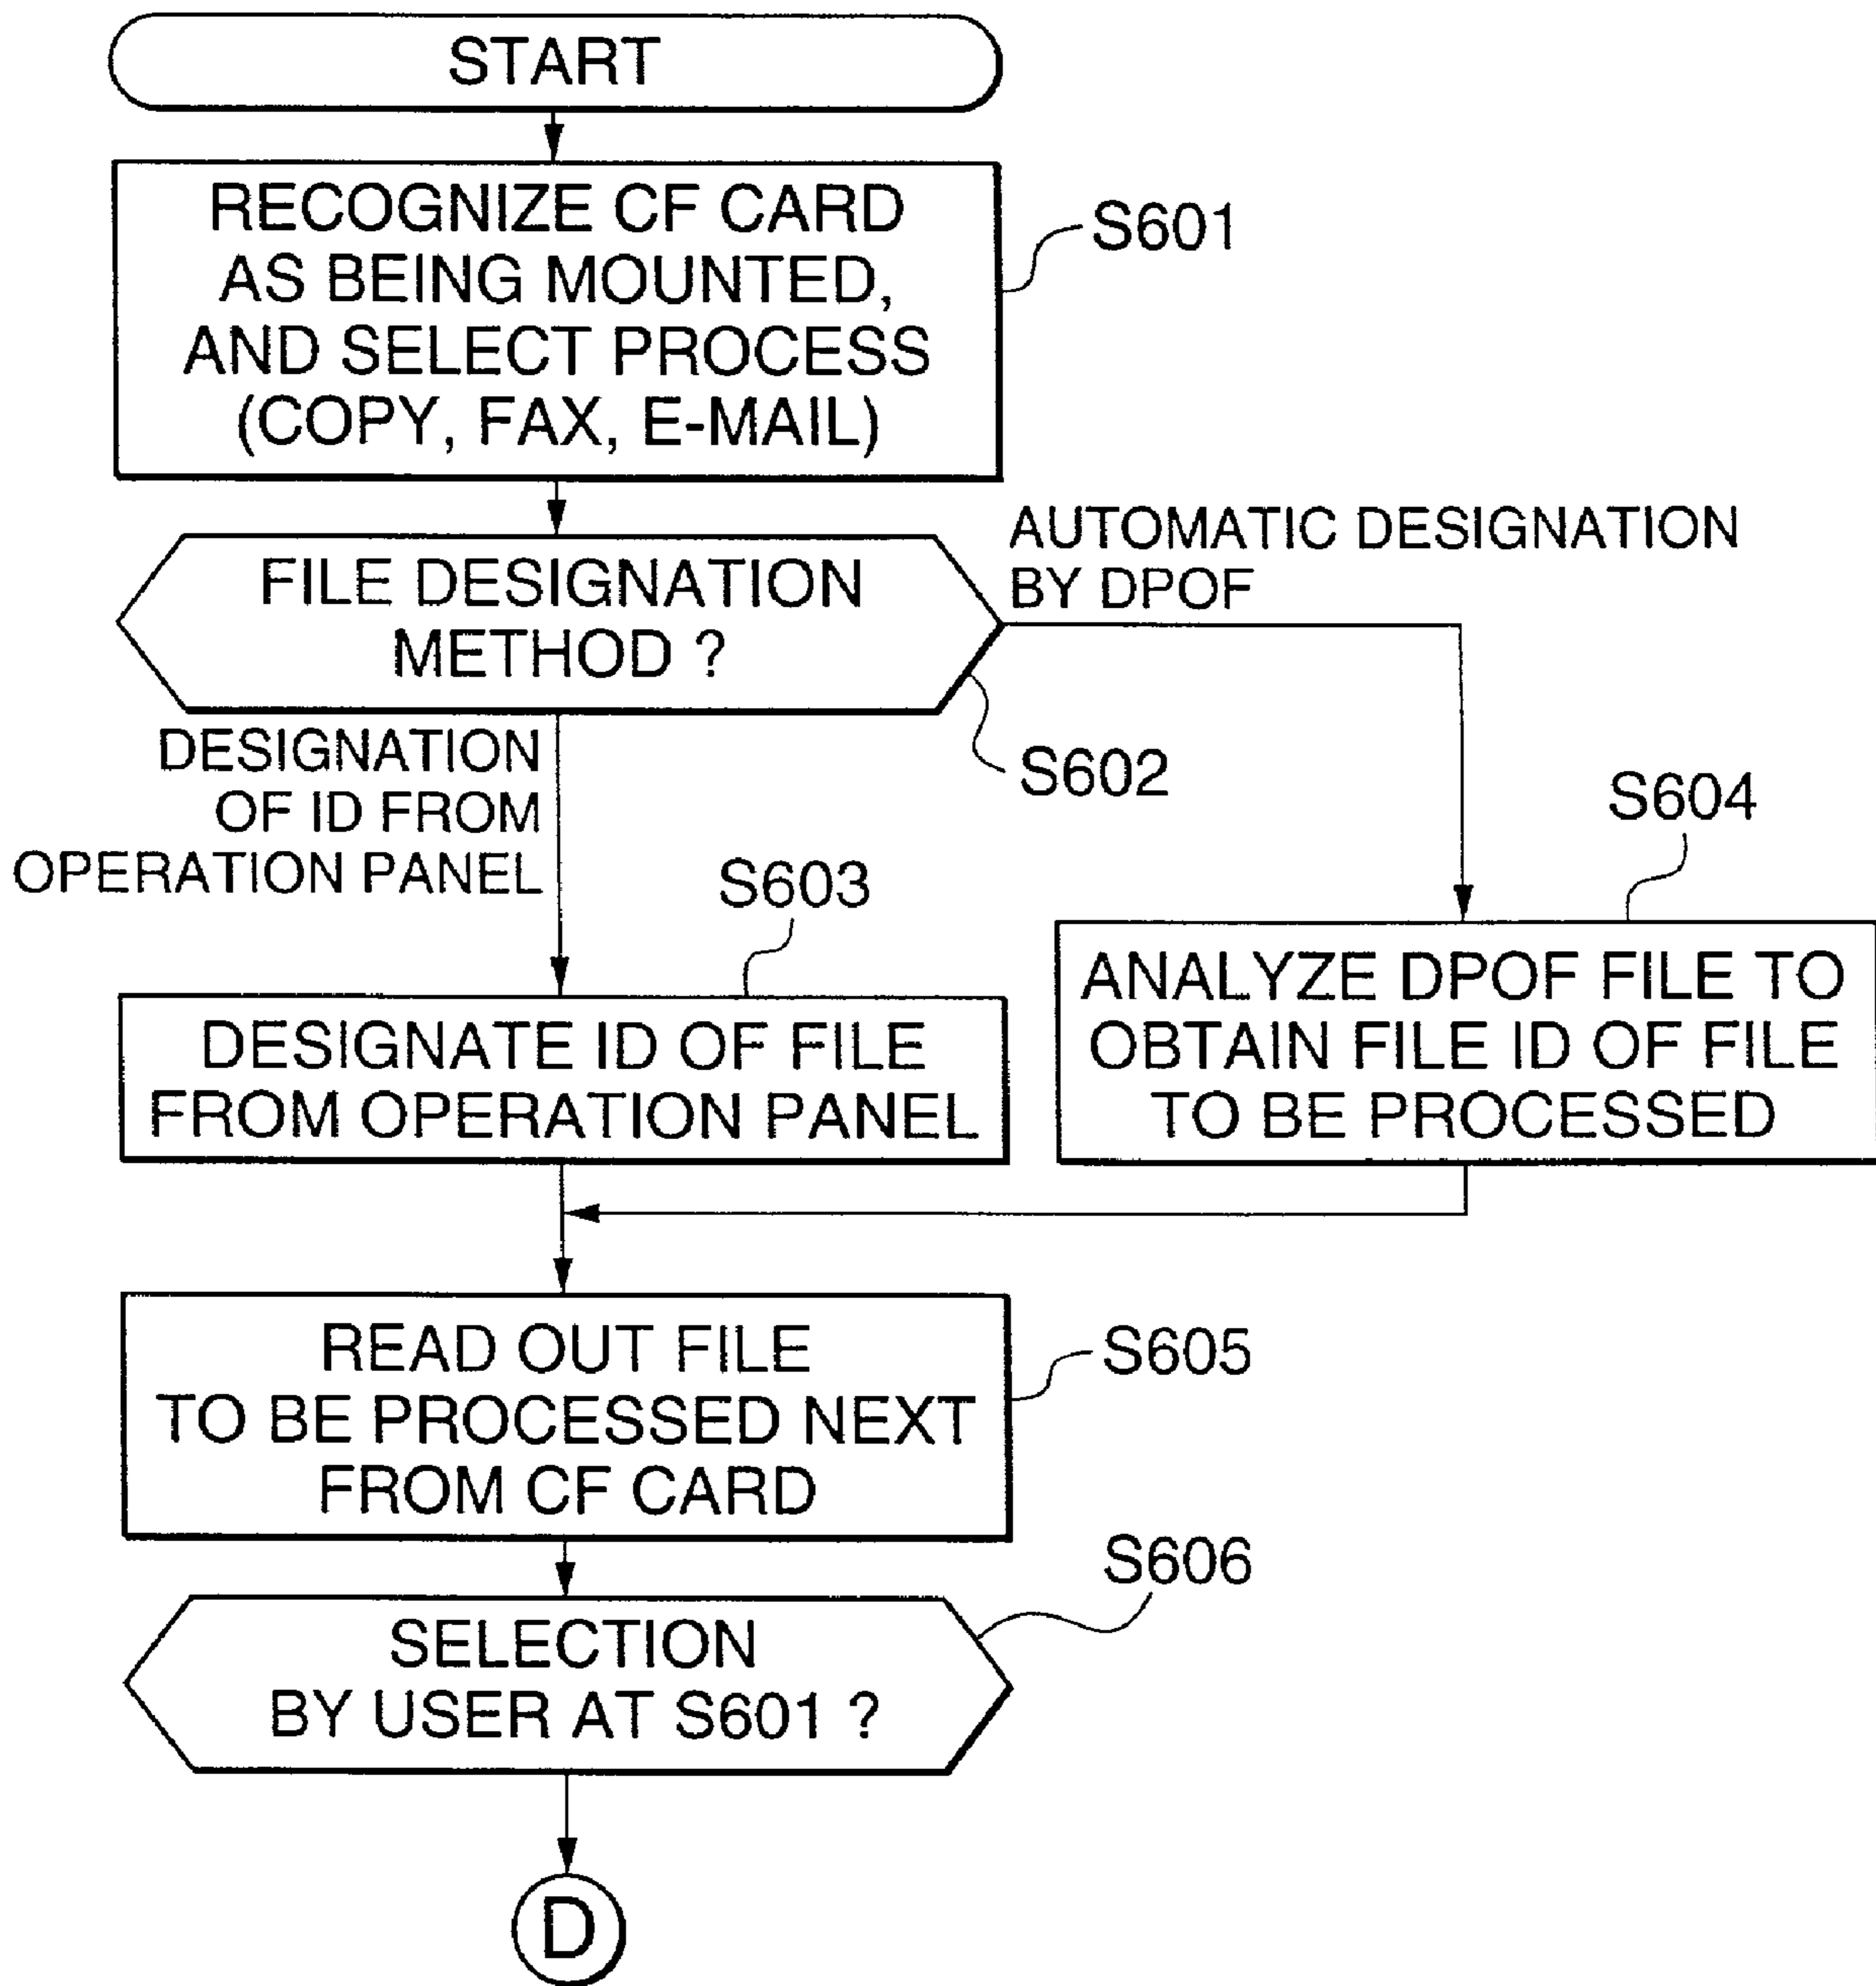 START
RECOGNIZE CF CARD
AS BEING MOUNTED,
AND SELECT PROCESS
(COPY, FAX, E-MAIL)
S601
FILE DESIGNATION
METHOD ?
AUTOMATIC DESIGNATION
BY DPOF
S602
DESIGNATION
OF ID FROM
OPERATION PANEL
S603
DESIGNATE ID OF FILE
FROM OPERATION PANEL
S604
ANALYZE DPOF FILE TO
OBTAIN FILE ID OF FILE
TO BE PROCESSED
READ OUT FILE
TO BE PROCESSED NEXT
FROM CF CARD
S605
SELECTION
BY USER AT S601 ?
S606
D